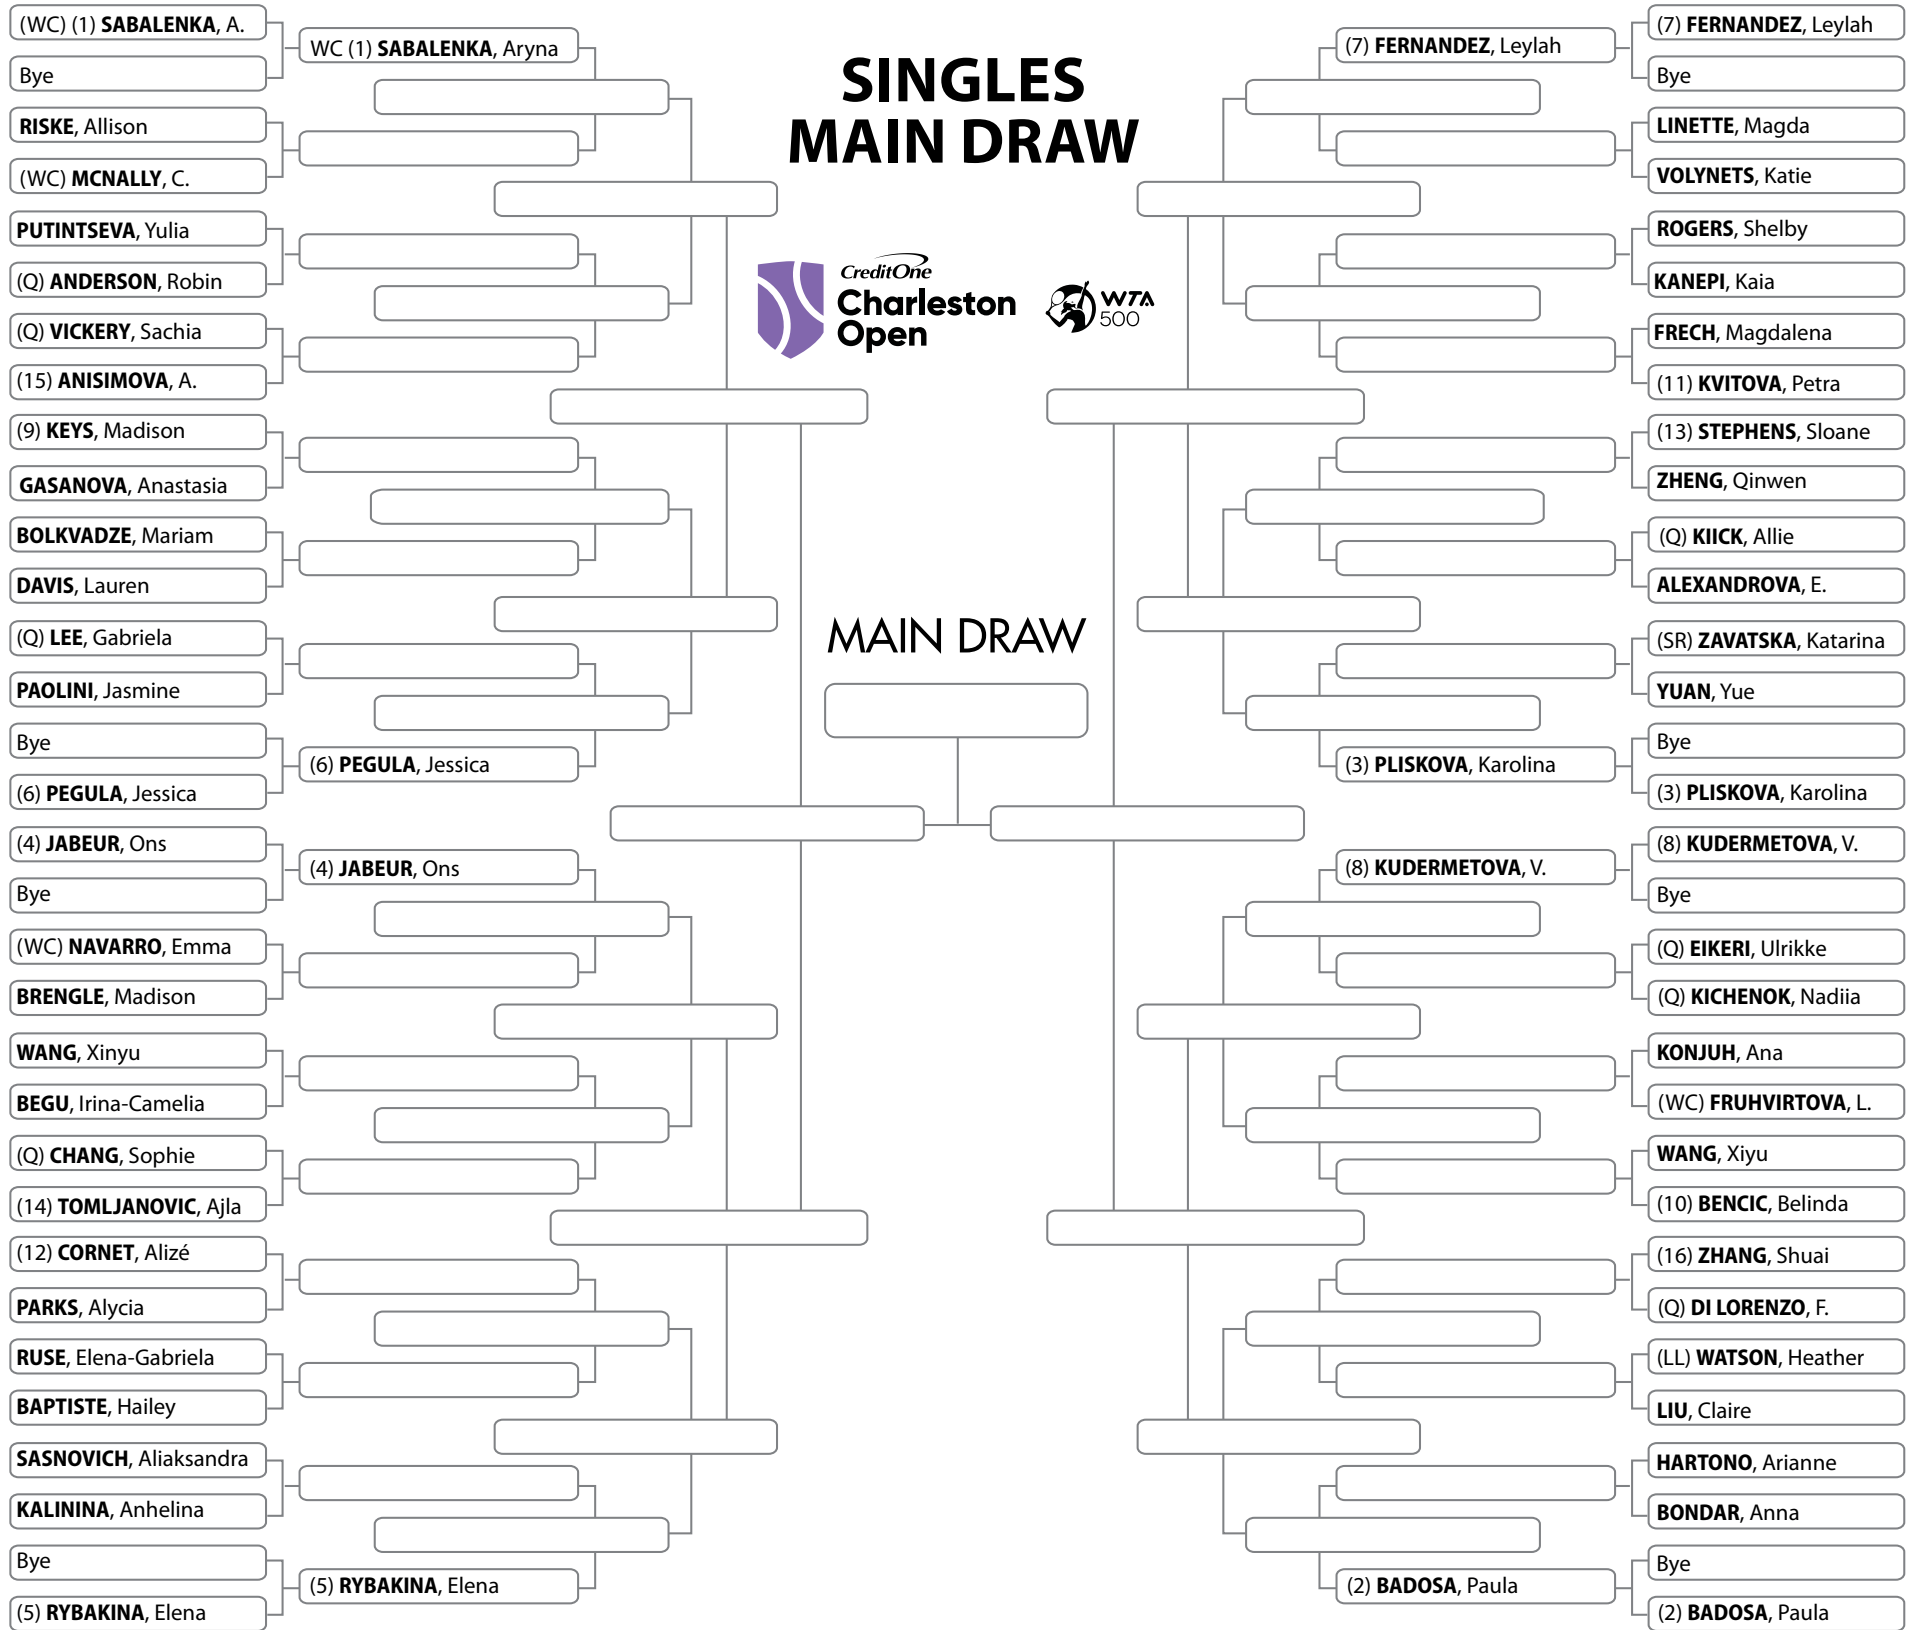 SINGLES
MAIN DRAW
CreditOne
Charleston
Open
WTA
500
MAIN DRAW
(WC) (1) SABALENKA, A.
Bye
RISKE, Allison
(WC) MCNALLY, C.
PUTINTSEVA, Yulia
(Q) ANDERSON, Robin
(Q) VICKERY, Sachia
(15) ANISIMOVA, A.
(9) KEYS, Madison
GASANOVA, Anastasia
BOLKVADZE, Mariam
DAVIS, Lauren
(Q) LEE, Gabriela
PAOLINI, Jasmine
Bye
(6) PEGULA, Jessica
(4) JABEUR, Ons
Bye
(WC) NAVARRO, Emma
BRENGLE, Madison
WANG, Xinyu
BEGU, Irina-Camelia
(Q) CHANG, Sophie
(14) TOMLJANOVIC, Ajla
(12) CORNET, Alizé
PARKS, Alycia
RUSE, Elena-Gabriela
BAPTISTE, Hailey
SASNOVICH, Aliaksandra
KALININA, Anhelina
Bye
(5) RYBAKINA, Elena
WC (1) SABALENKA, Aryna
(6) PEGULA, Jessica
(4) JABEUR, Ons
(5) RYBAKINA, Elena
(7) FERNANDEZ, Leylah
(3) PLISKOVA, Karolina
(8) KUDERMETOVA, V.
(2) BADOSA, Paula
(7) FERNANDEZ, Leylah
Bye
LINETTE, Magda
VOLYNETS, Katie
ROGERS, Shelby
KANEPI, Kaia
FRECH, Magdalena
(11) KVITOVA, Petra
(13) STEPHENS, Sloane
ZHENG, Qinwen
(Q) KIICK, Allie
ALEXANDROVA, E.
(SR) ZAVATSKA, Katarina
YUAN, Yue
Bye
(3) PLISKOVA, Karolina
(8) KUDERMETOVA, V.
Bye
(Q) EIKERI, Ulrikke
(Q) KICHENOK, Nadiia
KONJUH, Ana
(WC) FRUHVIRTOVA, L.
WANG, Xiyu
(10) BENCIC, Belinda
(16) ZHANG, Shuai
(Q) DI LORENZO, F.
(LL) WATSON, Heather
LIU, Claire
HARTONO, Arianne
BONDAR, Anna
Bye
(2) BADOSA, Paula